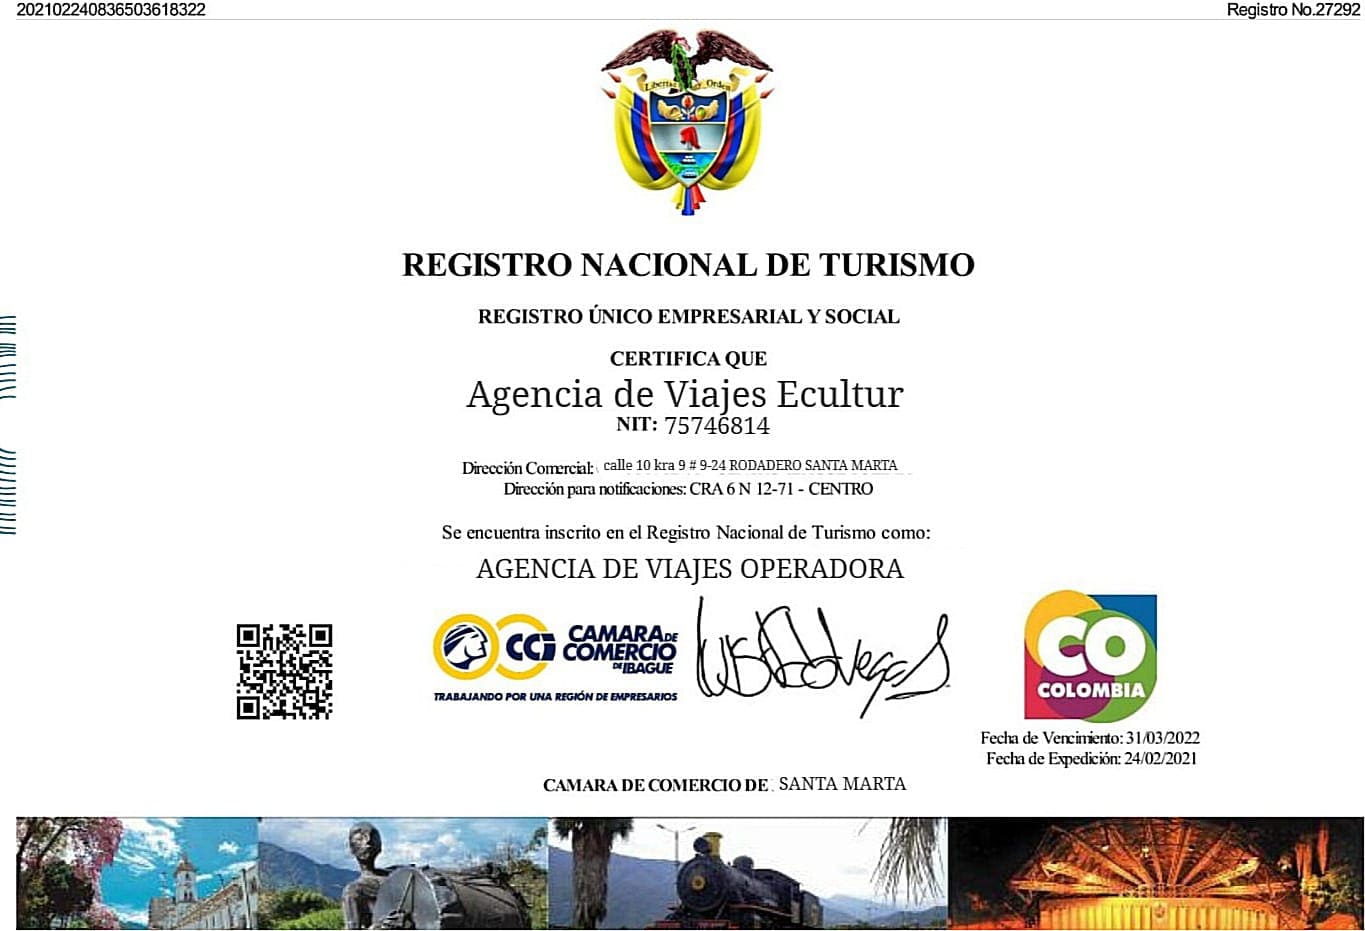 202102240836503618322
Registro No.27292
Libertad y Orden
REGISTRO NACIONAL DE TURISMO
REGISTRO ÚNICO EMPRESARIAL Y SOCIAL
CERTIFICA QUE
Agencia de Viajes Ecultur
NIT: 75746814
Dirección Comercial: calle 10 kra 9 # 9-24 RODADERO SANTA MARTA
Dirección para notificaciones: CRA 6 N 12-71 - CENTRO
Se encuentra inscrito en el Registro Nacional de Turismo como:
AGENCIA DE VIAJES OPERADORA
CCI CAMARA DE
COMERCIO
DE IBAGUE
TRABAJANDO POR UNA REGIÓN DE EMPRESARIOS
CO
COLOMBIA
Fecha de Vencimiento: 31/03/2022
Fecha de Expedición: 24/02/2021
CAMARA DE COMERCIO DE SANTA MARTA